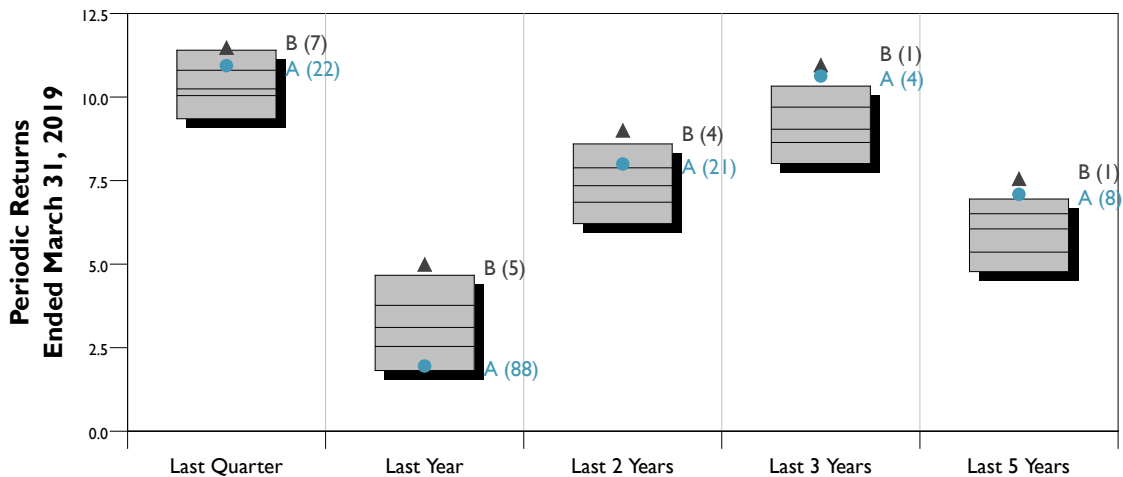 Periodic Returns
Ended March 31, 2019
12.5
10.0
7.5
5.0
2.5
0.0
B (7)
A (22)
B (5)
A (88)
B (4)
A (21)
B (1)
A (4)
B (1)
A (8)
Last Quarter
Last Year
Last 2 Years
Last 3 Years
Last 5 Years